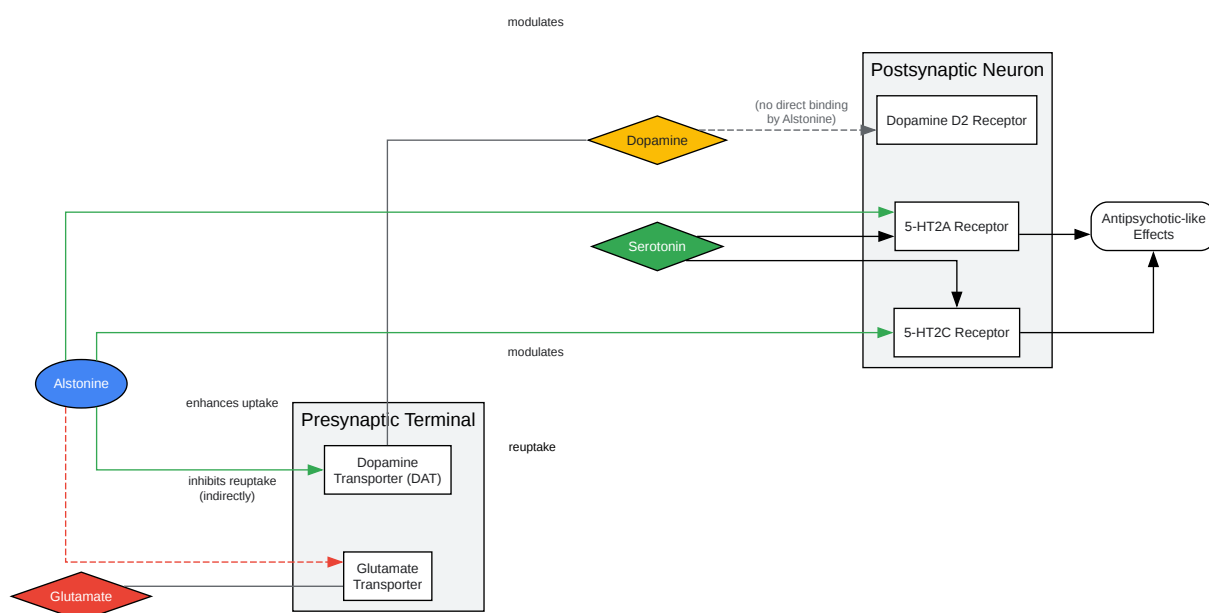 modulates
Postsynaptic Neuron
(no direct binding
by Alstonine)
Dopamine D2 Receptor
Dopamine
5-HT2A Receptor
Antipsychotic-like
Effects
Serotonin
5-HT2C Receptor
modulates
Alstonine
enhances uptake
Presynaptic Terminal
reuptake
Dopamine
Transporter (DAT)
inhibits reuptake
(indirectly)
Glutamate
Transporter
Glutamate